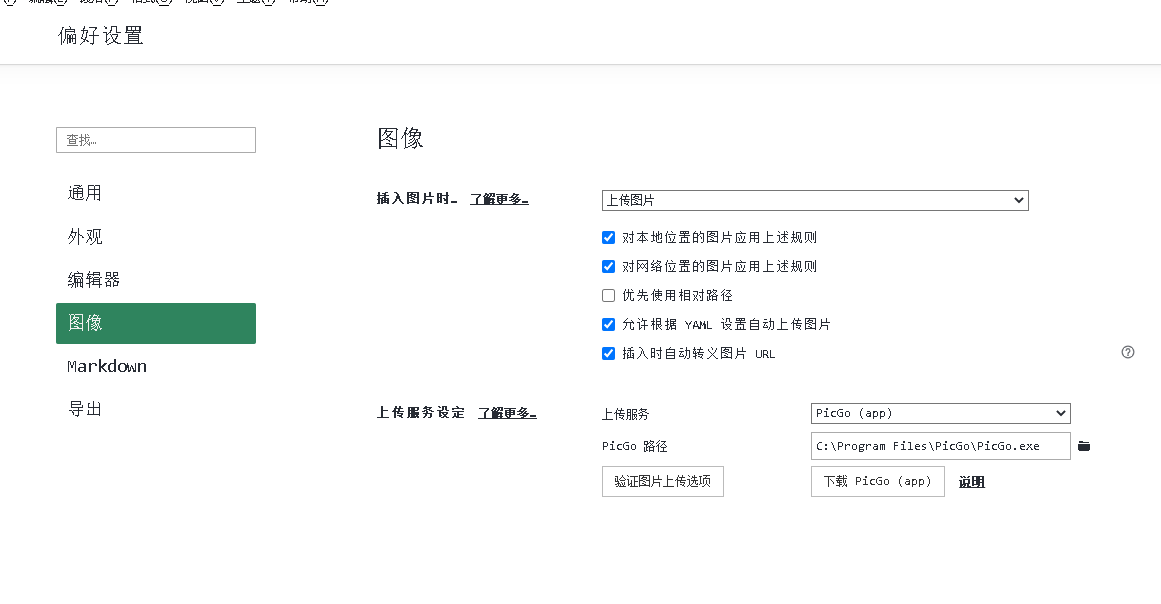 偏好设置
查找…
通用
外观
编辑器
图像
Markdown
导出
图像
插入图片时… 了解更多…
上传图片
对本地位置的图片应用上述规则
对网络位置的图片应用上述规则
优先使用相对路径
允许根据 YAML 设置自动上传图片
插入时自动转义图片 URL
上传服务设定 了解更多…
上传服务 PicGo (app)
PicGo 路径 C:\Program Files\PicGo\PicGo.exe
验证图片上传选项 下载 PicGo (app) 说明